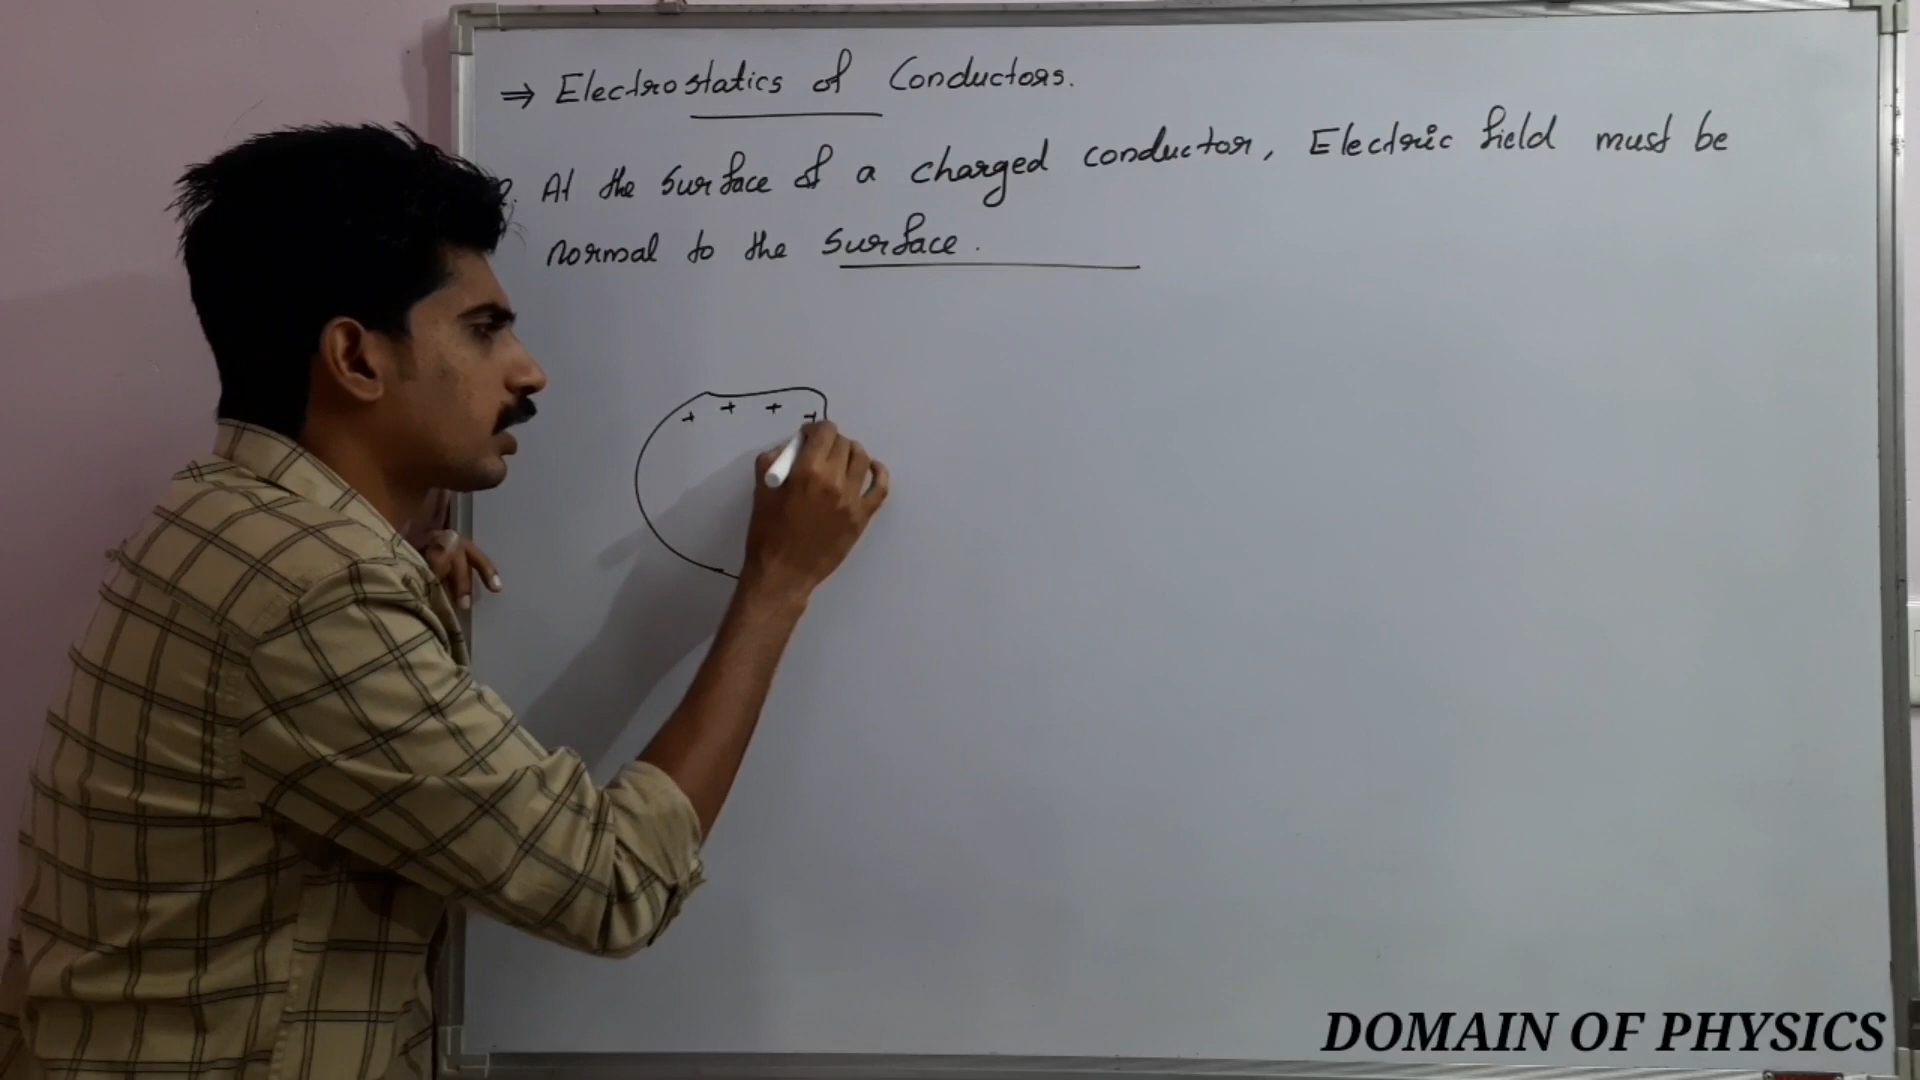 ⇒ Electrostatics of Conductors.
2. At the surface of a charged conductor, Electric field must be
normal to the surface.
+ + + +
DOMAIN OF PHYSICS